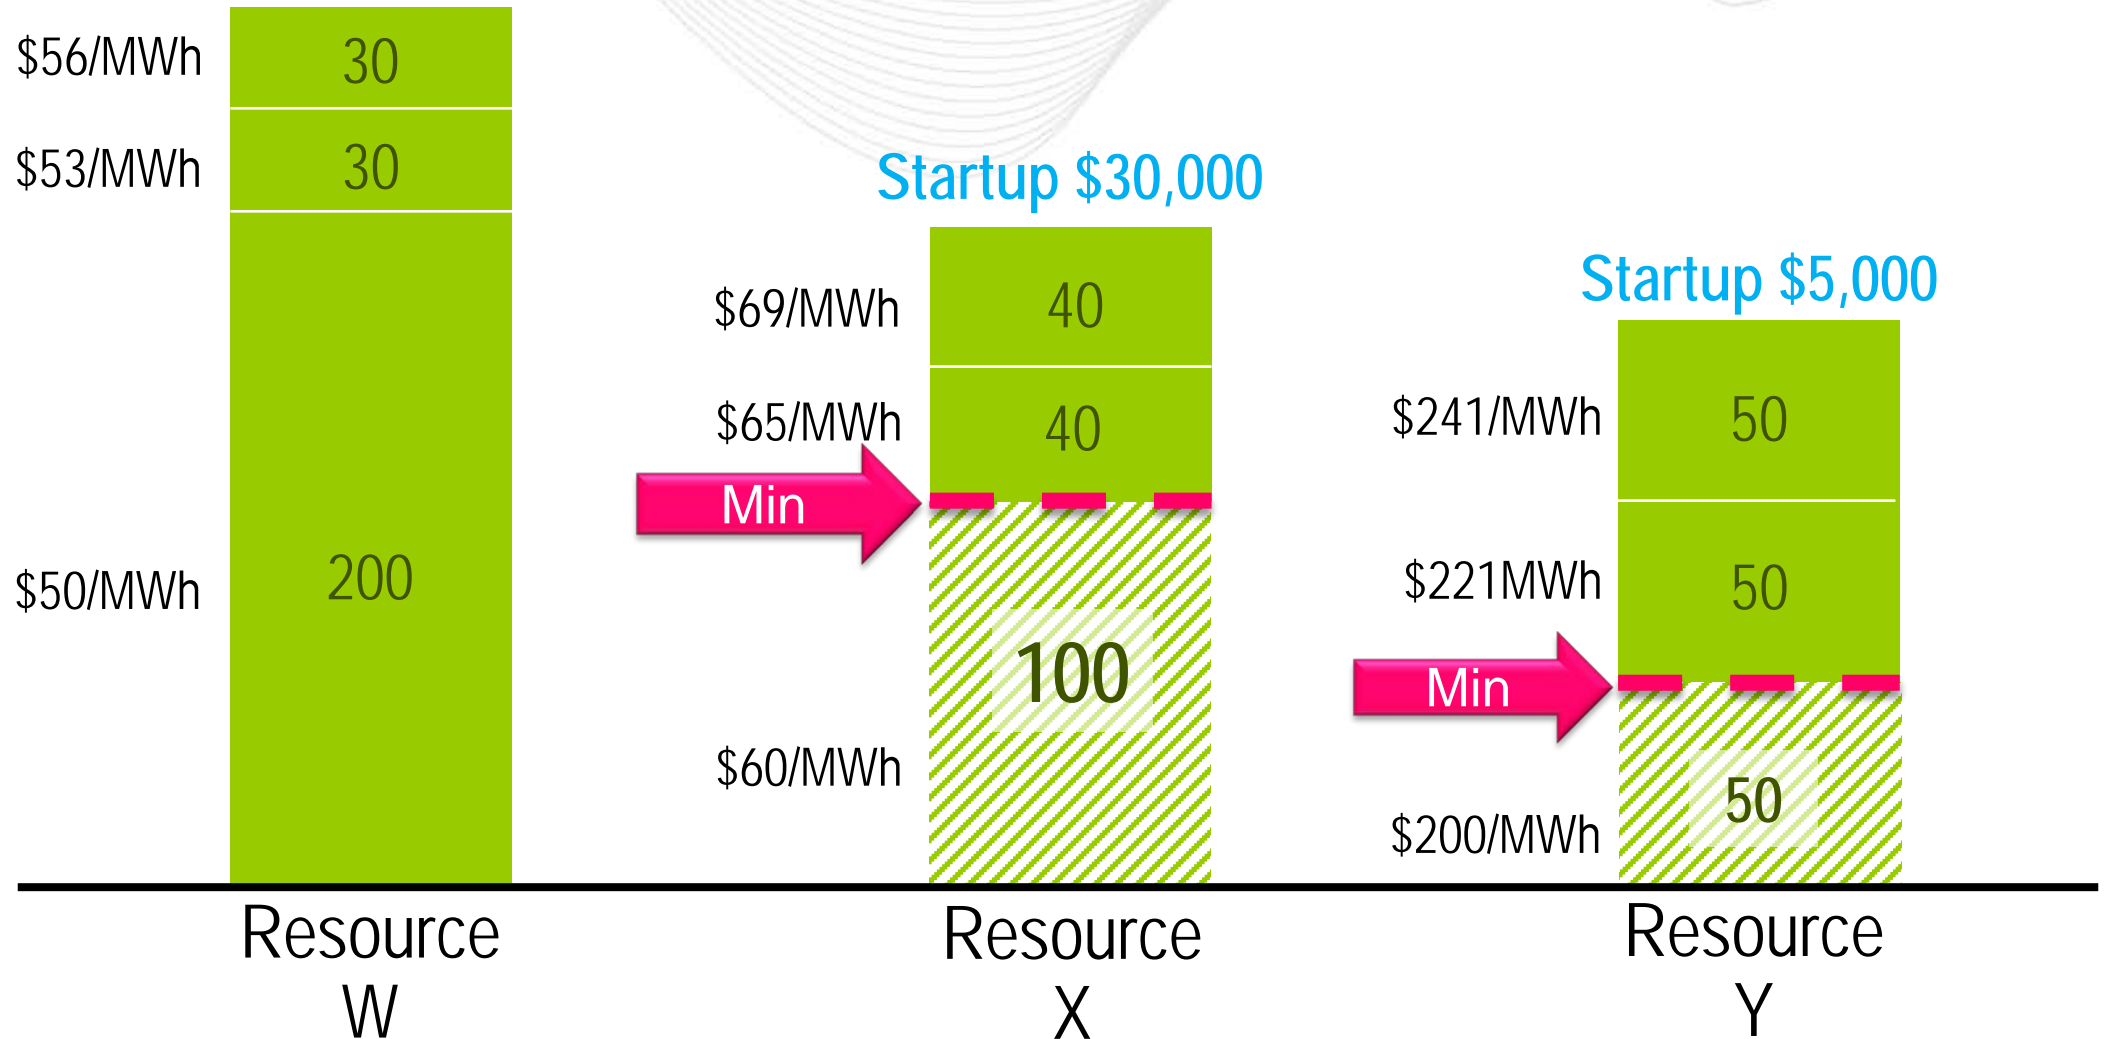 $56/MWh
30
$53/MWh
30
$50/MWh
200
Resource
W
Startup $30,000
$69/MWh
40
$65/MWh
40
Min
100
$60/MWh
Resource
X
Startup $5,000
$241/MWh
50
$221MWh
50
Min
50
$200/MWh
Resource
Y